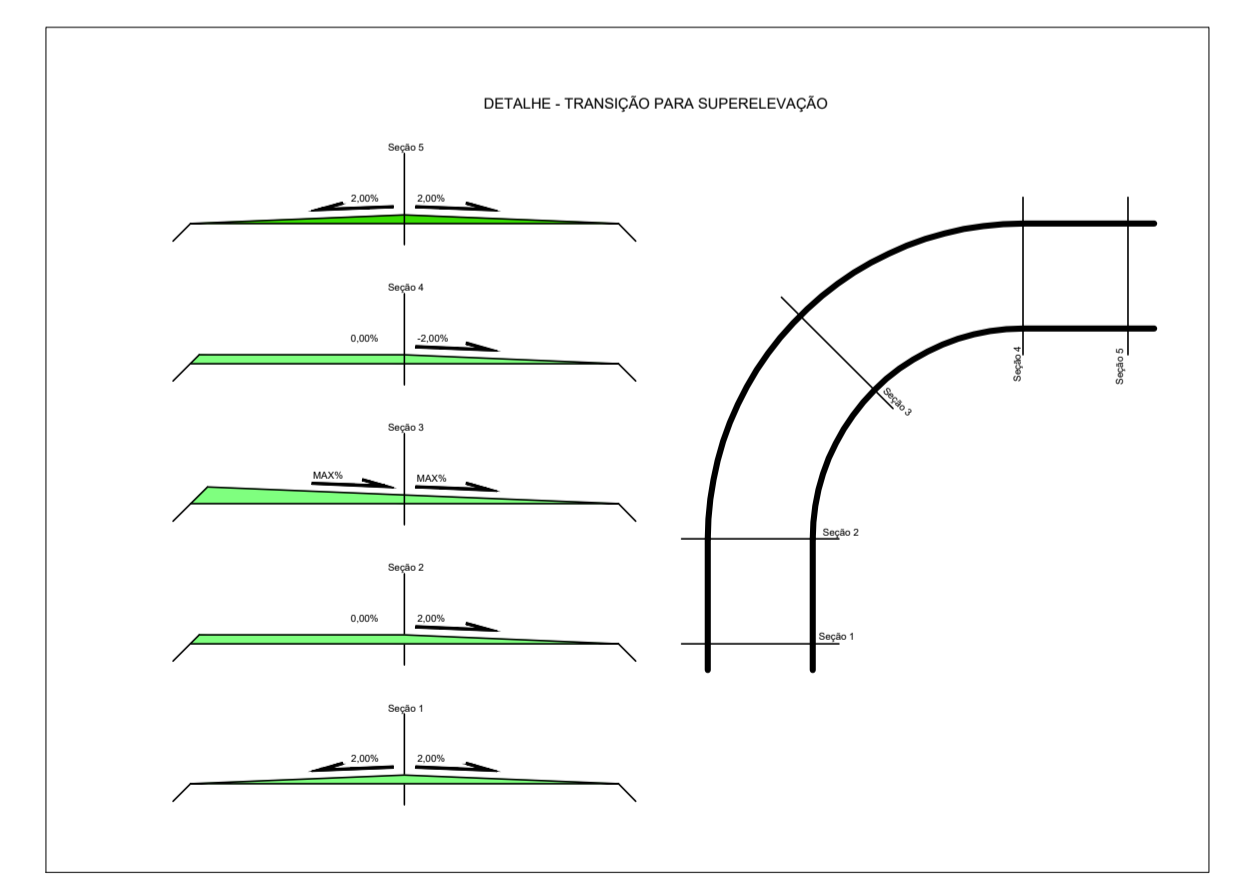 DETALHE - TRANSIÇÃO PARA SUPERELEVAÇÃO
Seção 5
2,00% 2,00%
Seção 4
0,00% -2,00%
Seção 3
MAX% MAX%
Seção 2
0,00% 2,00%
Seção 1
2,00% 2,00%
Seção 4
Seção 5
Seção 3
Seção 2
Seção 1